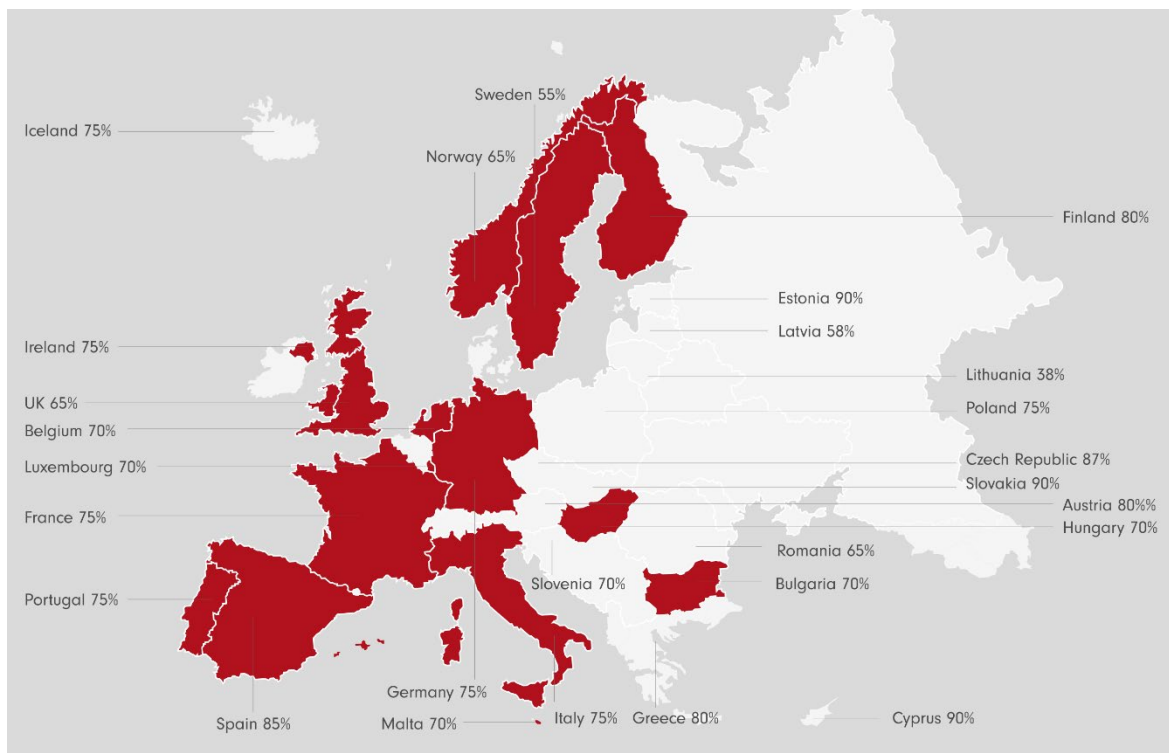 Sweden 55%
Iceland 75%
Norway 65%
Finland 80%
Estonia 90%
Latvia 58%
Ireland 75%
Lithuania 38%
UK 65%
Poland 75%
Belgium 70%
Luxembourg 70%
Czech Republic 87%
Slovakia 90%
Austria 80%%
France 75%
Hungary 70%
Romania 65%
Slovenia 70%
Bulgaria 70%
Portugal 75%
Germany 75%
Spain 85%
Malta 70%
Italy 75%
Greece 80%
Cyprus 90%